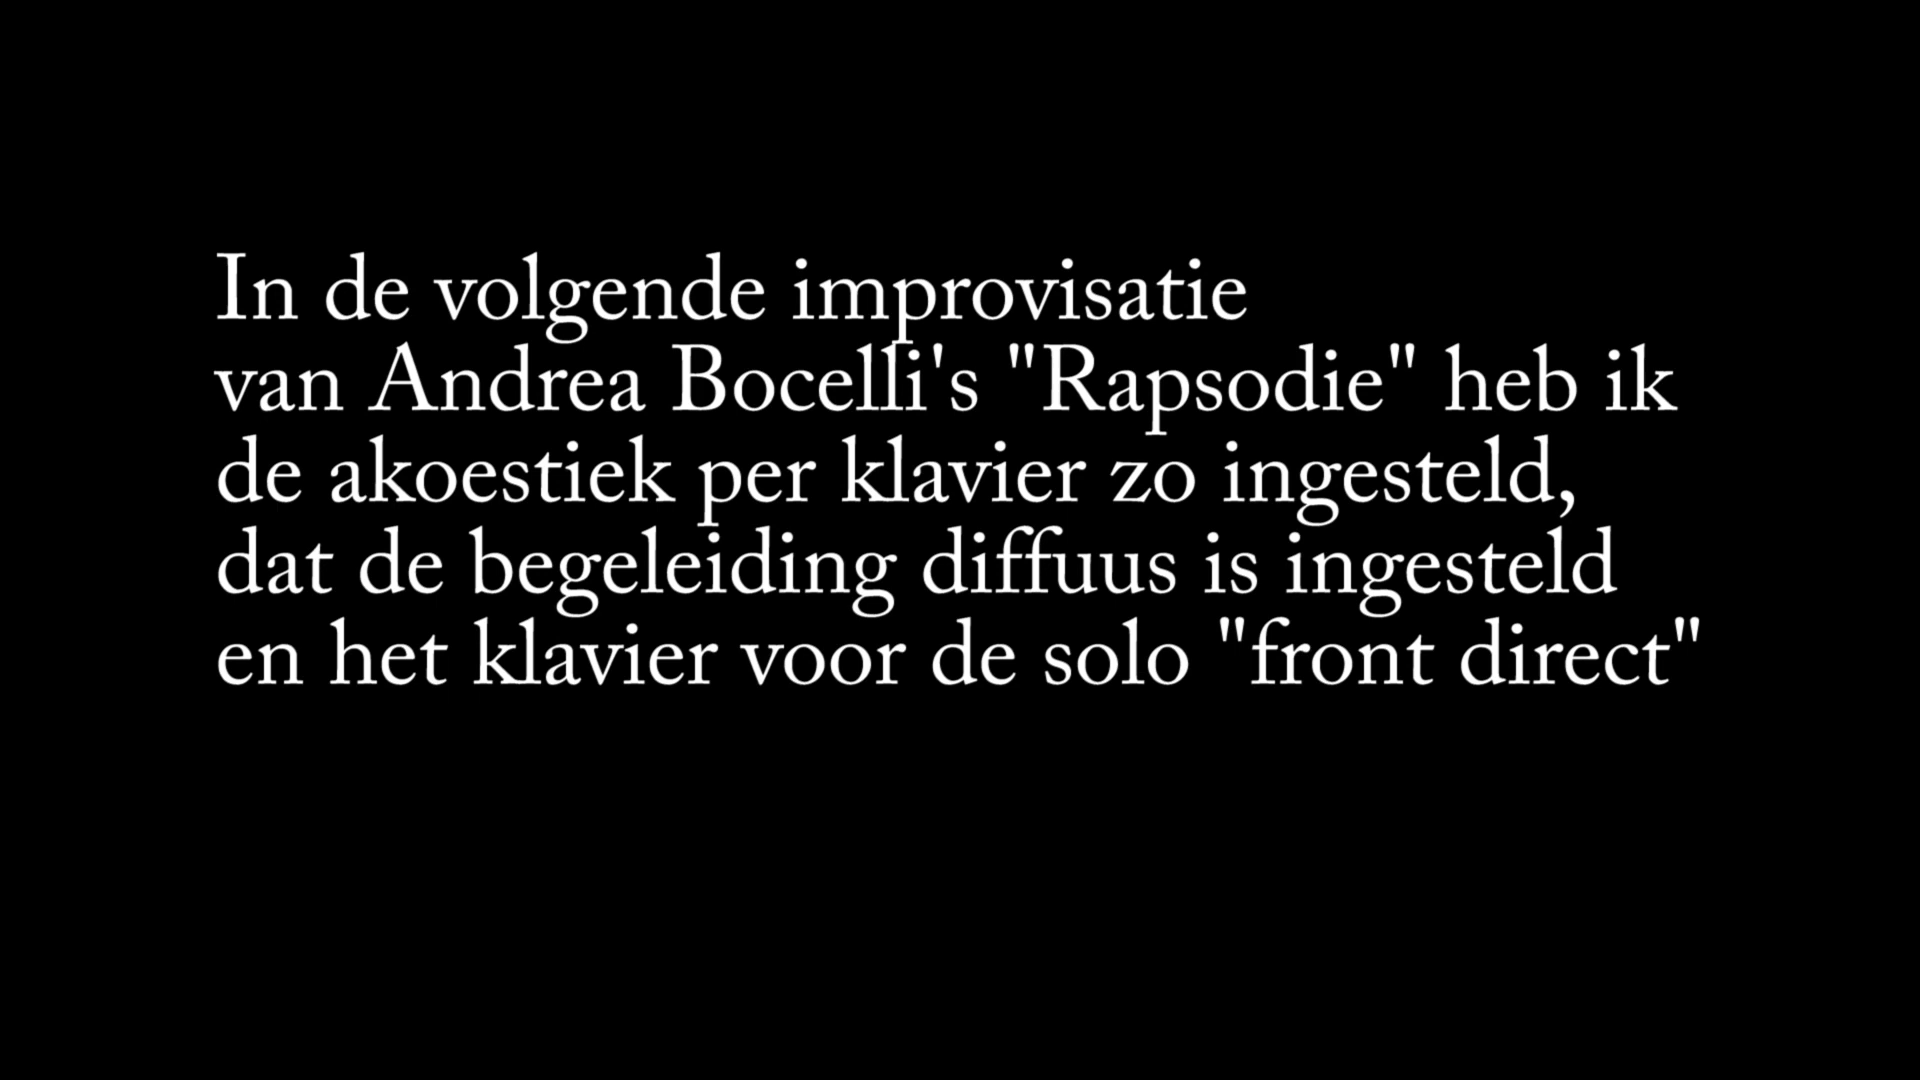 In de volgende improvisatie
van Andrea Bocelli's "Rapsodie" heb ik
de akoestiek per klavier zo ingesteld,
dat de begeleiding diffuus is ingesteld
en het klavier voor de solo "front direct"